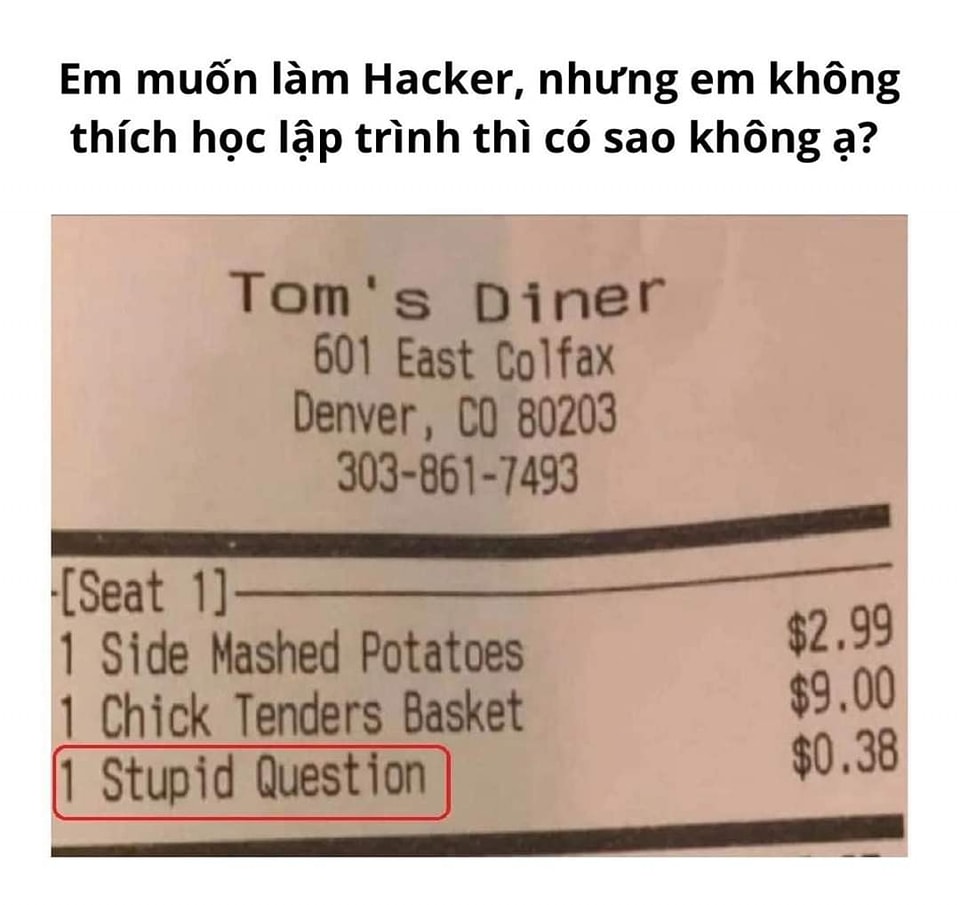 Em muốn làm Hacker, nhưng em không
thích học lập trình thì có sao không ạ?
Tom's Diner
601 East Colfax
Denver, CO 80203
303-861-7493
[Seat 1]
1 Side Mashed Potatoes $2.99
1 Chick Tenders Basket $9.00
1 Stupid Question $0.38